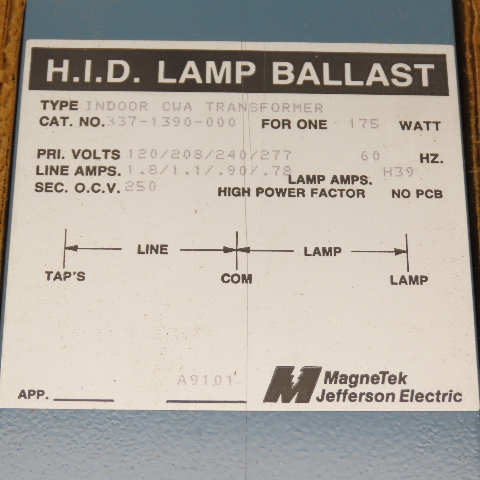 H.I.D. LAMP BALLAST
TYPE INDOOR CWA TRANSFORMER
CAT. NO. 337-1390-000 FOR ONE 175 WATT
PRI. VOLTS 120/208/240/277 60 HZ.
LINE AMPS. 1.8/1.1/.90/.78 LAMP AMPS. H39
SEC. O.C.V. 250 HIGH POWER FACTOR NO PCB
LINE LAMP
TAP'S COM LAMP
A9101
APP.
M MagneTek
Jefferson Electric